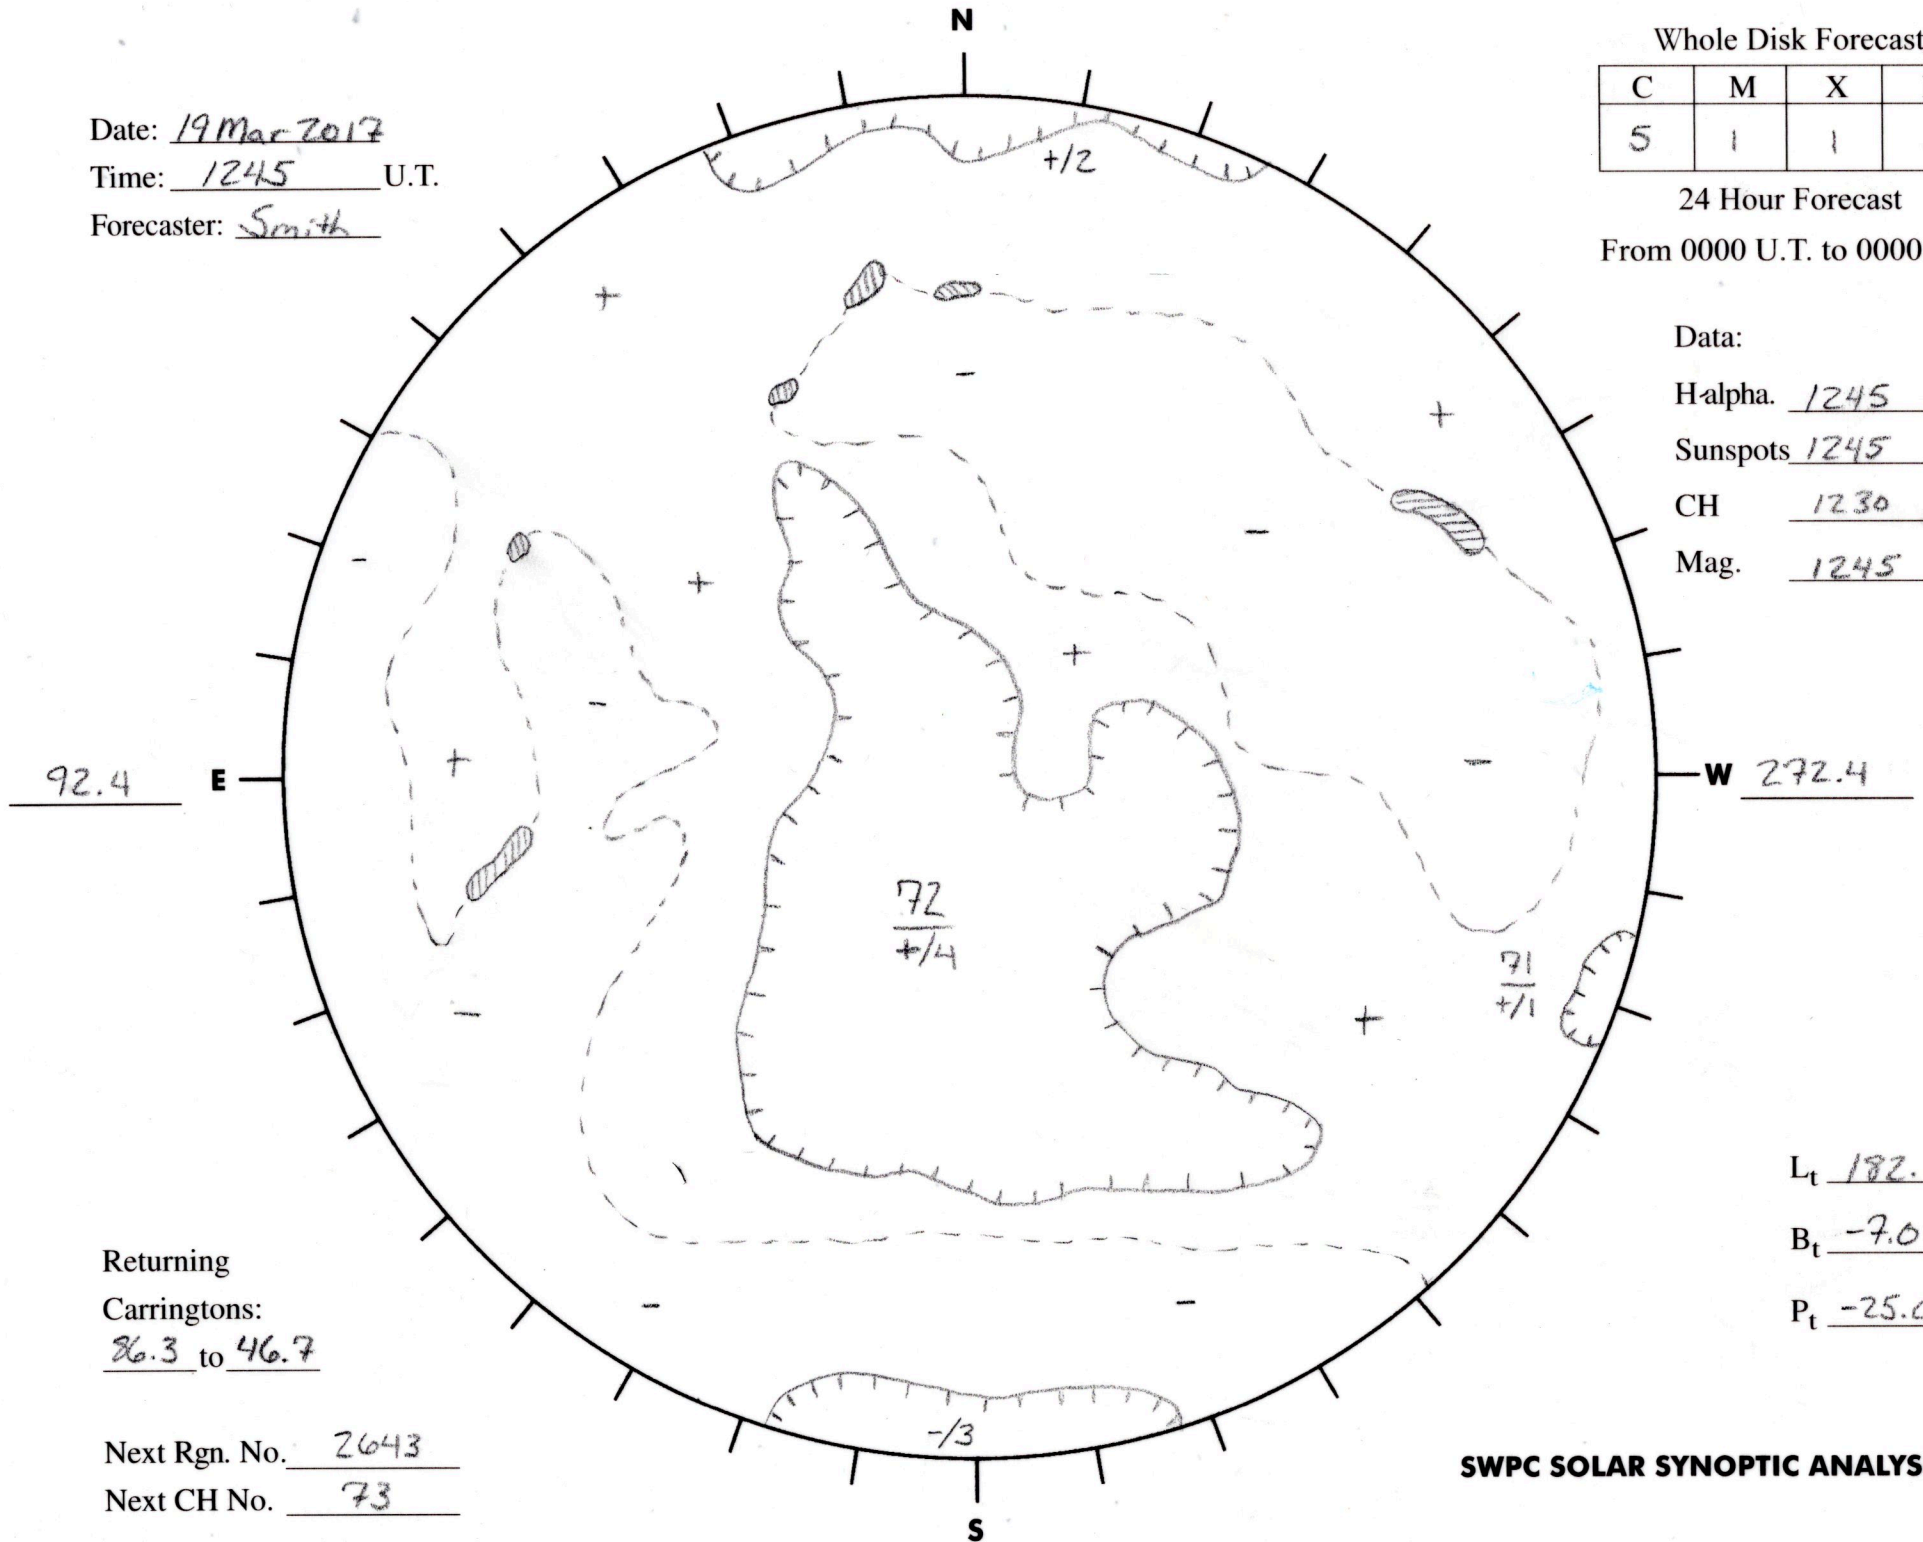 N
Whole Disk Forecast
C M X
5 1 1
24 Hour Forecast
From 0000 U.T. to 0000
Date: 19 Mar 2017
Time: 1245 U.T.
Forecaster: Smith
Data:
H-alpha. 1245
Sunspots 1245
CH 1230
Mag. 1245
+/2
+
-
+
-
-
+
+
-
-
+
-
92.4 E
W 272.4
72
+/4
71
+/1
-
+
Lt 182.
Bt -7.0
Pt -25.
Returning
Carringtons:
86.3 to 46.7
-
-
-/3
Next Rgn. No. 2643
Next CH No. 73
SWPC SOLAR SYNOPTIC ANALYS
S